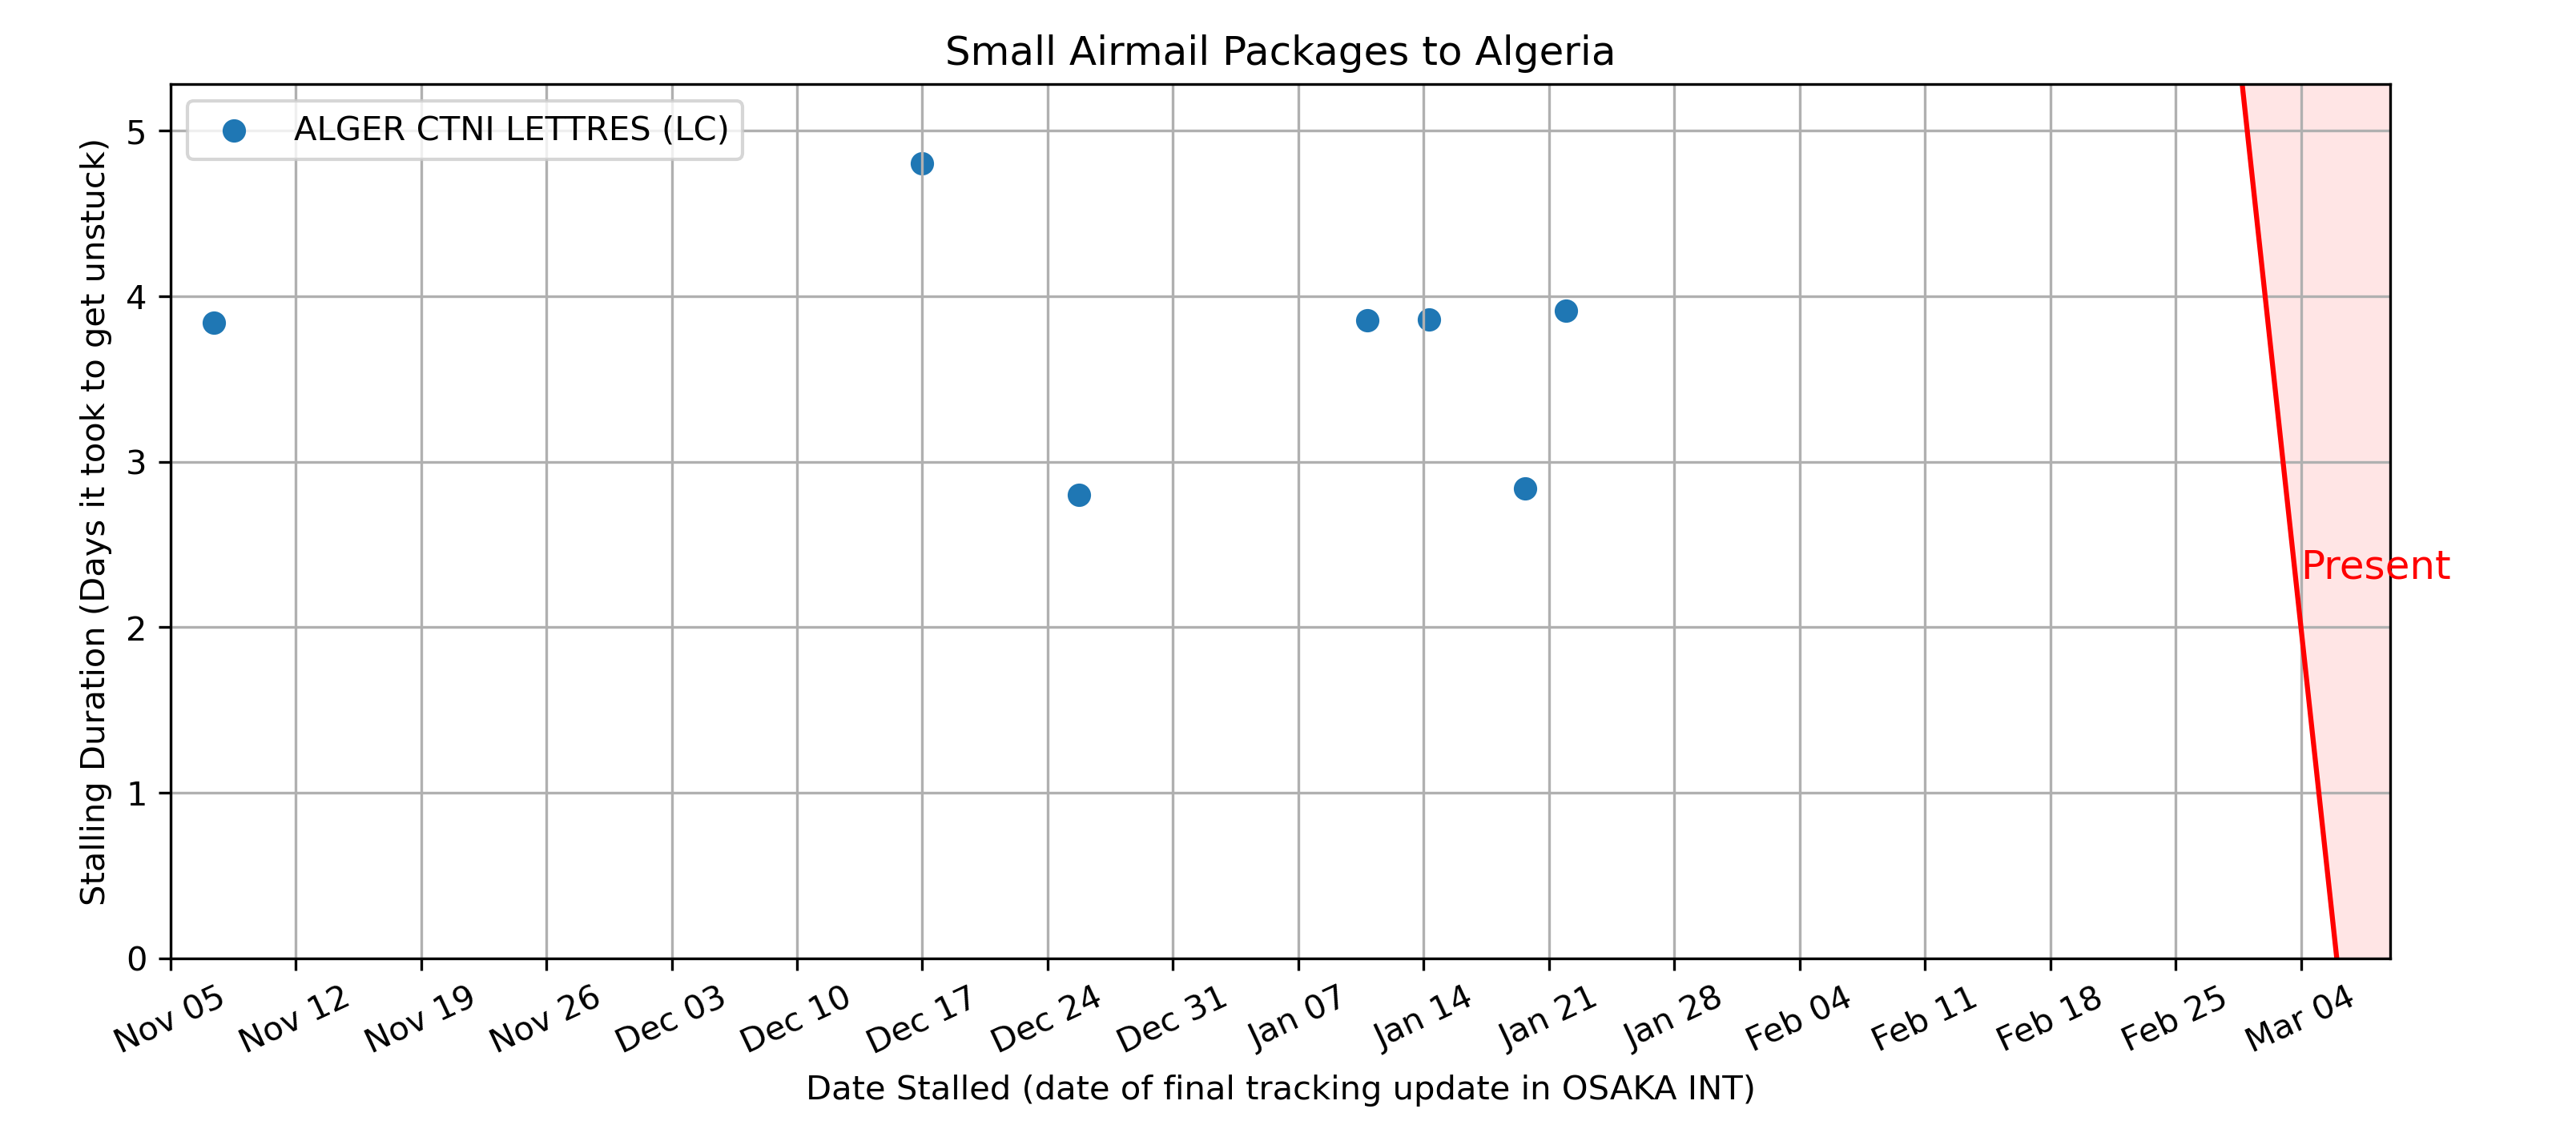 Small Airmail Packages to Algeria
ALGER CTNI LETTRES (LC)
Stalling Duration (Days it took to get unstuck)
5
4
3
2
1
0
Present
Nov 05
Nov 12
Nov 19
Nov 26
Dec 03
Dec 10
Dec 17
Dec 24
Dec 31
Jan 07
Jan 14
Jan 21
Jan 28
Feb 04
Feb 11
Feb 18
Feb 25
Mar 04
Date Stalled (date of final tracking update in OSAKA INT)